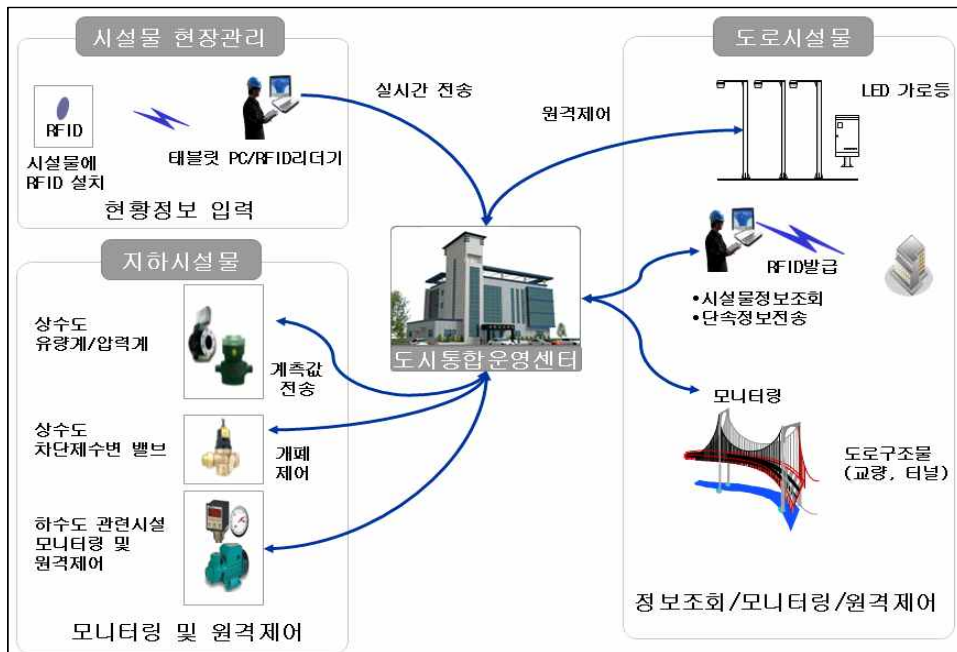 시설물 현장관리
RFID
시설물에
RFID 설치
태블릿 PC/RFID리더기
현황정보 입력
실시간 전송
도로시설물
LED 가로등
원격제어
RFID발급
•시설물정보조회
•단속정보전송
모니터링
도로구조물
(교량, 터널)
정보조회/모니터링/원격제어
도시통합운영센터
지하시설물
상수도
유량계/압력계
계측값
전송
상수도
차단제수변 밸브
개폐
제어
하수도 관련시설
모니터링 및
원격제어
모니터링 및 원격제어